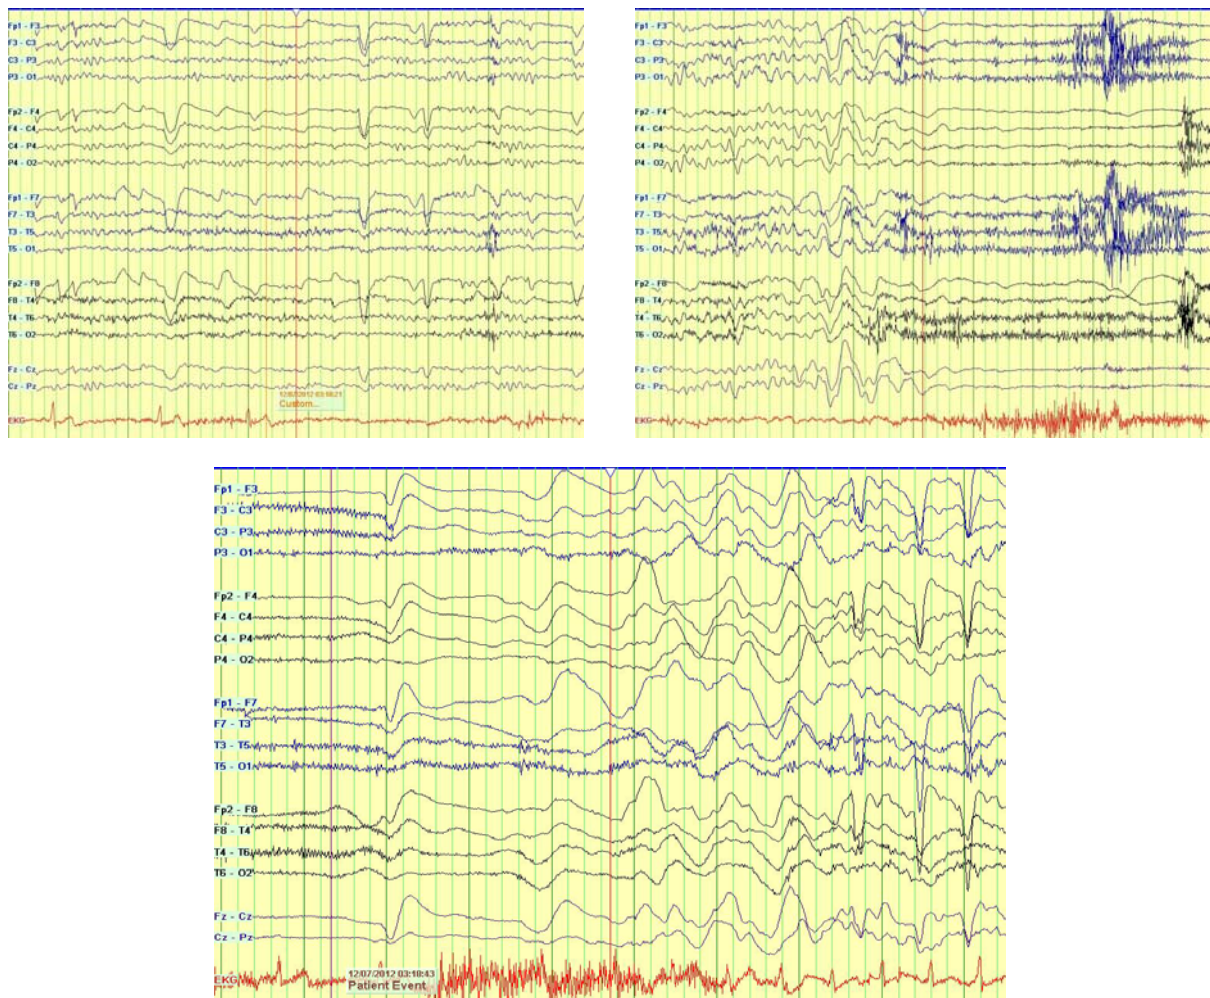 Fp1 - F3
F3 - C3
C3 - P3
P3 - O1
Fp2 - F4
F4 - C4
C4 - P4
P4 - O2
Fp1 - F7
F7 - T3
T3 - T5
T5 - O1
Fp2 - F8
F8 - T4
T4 - T6
T6 - O2
Fz - Cz
Cz - Pz
12/07/2012 03:18:21
Custom...
EKG
Fp1 - F3
F3 - C3
C3 - P3
P3 - O1
Fp2 - F4
F4 - C4
C4 - P4
P4 - O2
Fp1 - F7
F7 - T3
T3 - T5
T5 - O1
Fp2 - F8
F8 - T4
T4 - T6
T6 - O2
Fz - Cz
Cz - Pz
EKG
Fp1 - F3
F3 - C3
C3 - P3
P3 - O1
Fp2 - F4
F4 - C4
C4 - P4
P4 - O2
Fp1 - F7
F7 - T3
T3 - T5
T5 - O1
Fp2 - F8
F8 - T4
T4 - T6
T6 - O2
Fz - Cz
Cz - Pz
EKG
12/07/2012 03:18:43
Patient Event